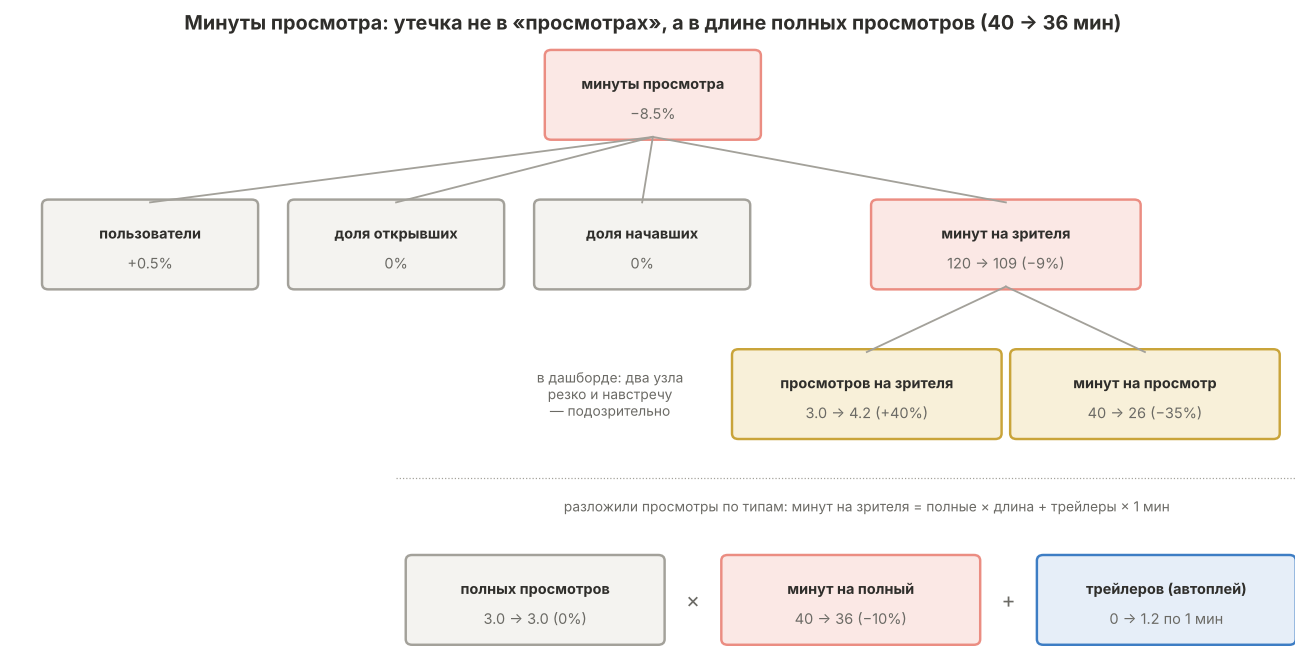 Минуты просмотра: утечка не в «просмотрах», а в длине полных просмотров (40 → 36 мин)
минуты просмотра
−8.5%
пользователи
+0.5%
доля открывших
0%
доля начавших
0%
минут на зрителя
120 → 109 (−9%)
в дашборде: два узла
резко и навстречу
— подозрительно
просмотров на зрителя
3.0 → 4.2 (+40%)
минут на просмотр
40 → 26 (−35%)
разложили просмотры по типам: минут на зрителя = полные × длина + трейлеры × 1 мин
полных просмотров
3.0 → 3.0 (0%)
×
минут на полный
40 → 36 (−10%)
+
трейлеров (автоплей)
0 → 1.2 по 1 мин